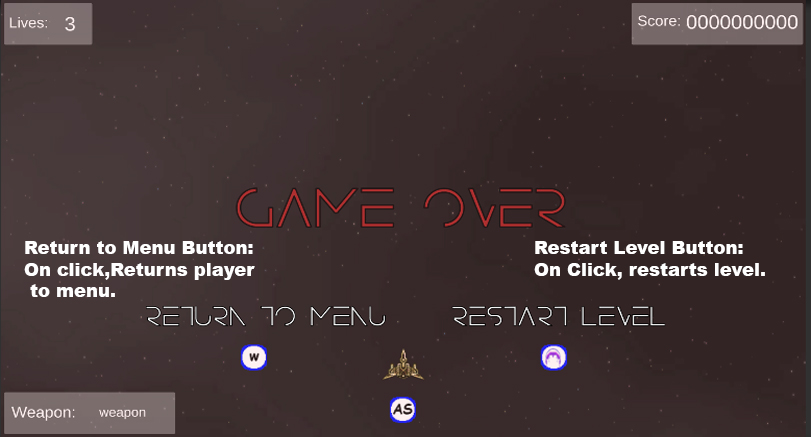 Lives: 3
Score: 0000000000
GAME OVER
Return to Menu Button:
On click,Returns player
to menu.
Restart Level Button:
On Click, restarts level.
RETURN TO MENU
RESTART LEVEL
W
AS
Weapon: weapon